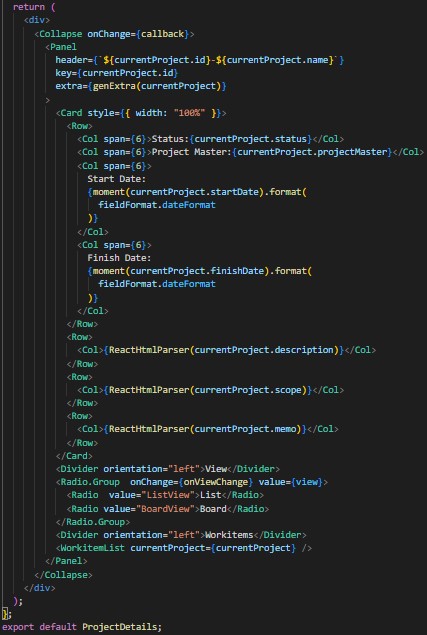 return (
<div>
<Collapse onChange={callback}>
<Panel
header={`${currentProject.id}-${currentProject.name}`}
key={currentProject.id}
extra={genExtra(currentProject)}
>
<Card style={{ width: "100%" }}>
<Row>
<Col span={6}>Status:{currentProject.status}</Col>
<Col span={6}>Project Master:{currentProject.projectMaster}</Col>
<Col span={6}>
Start Date:
{moment(currentProject.startDate).format(
fieldFormat.dateFormat
)}
</Col>
<Col span={6}>
Finish Date:
{moment(currentProject.finishDate).format(
fieldFormat.dateFormat
)}
</Col>
</Row>
<Row>
<Col>{ReactHtmlParser(currentProject.description)}</Col>
</Row>
<Row>
<Col>{ReactHtmlParser(currentProject.scope)}</Col>
</Row>
<Row>
<Col>{ReactHtmlParser(currentProject.memo)}</Col>
</Row>
</Card>
<Divider orientation="left">View</Divider>
<Radio.Group onChange={onViewChange} value={view}>
<Radio value="ListView">List</Radio>
<Radio value="BoardView">Board</Radio>
</Radio.Group>
<Divider orientation="left">Workitems</Divider>
<WorkitemList currentProject={currentProject} />
</Panel>
</Collapse>
</div>
);
};
export default ProjectDetails;